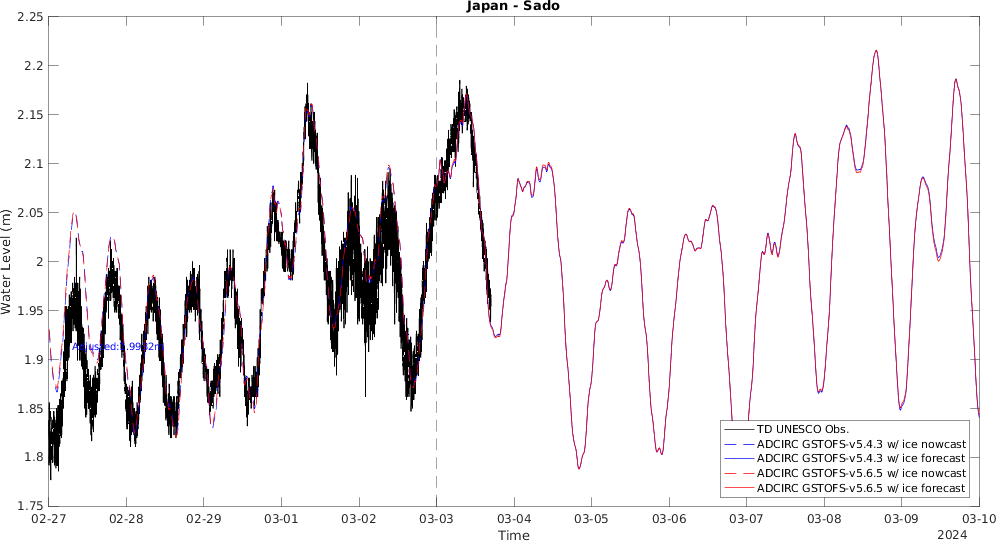 Japan - Sado
Water Level (m)
2.25
2.2
2.15
2.1
2.05
2
1.95
1.9
1.85
1.8
1.75
TD UNESCO Obs.
ADCIRC GSTOFS-v5.4.3 w/ ice nowcast
ADCIRC GSTOFS-v5.4.3 w/ ice forecast
ADCIRC GSTOFS-v5.6.5 w/ ice nowcast
ADCIRC GSTOFS-v5.6.5 w/ ice forecast
02-27 02-28 02-29 03-01 03-02 03-03 03-04 03-05 03-06 03-07 03-08 03-09 03-10
Time
2024